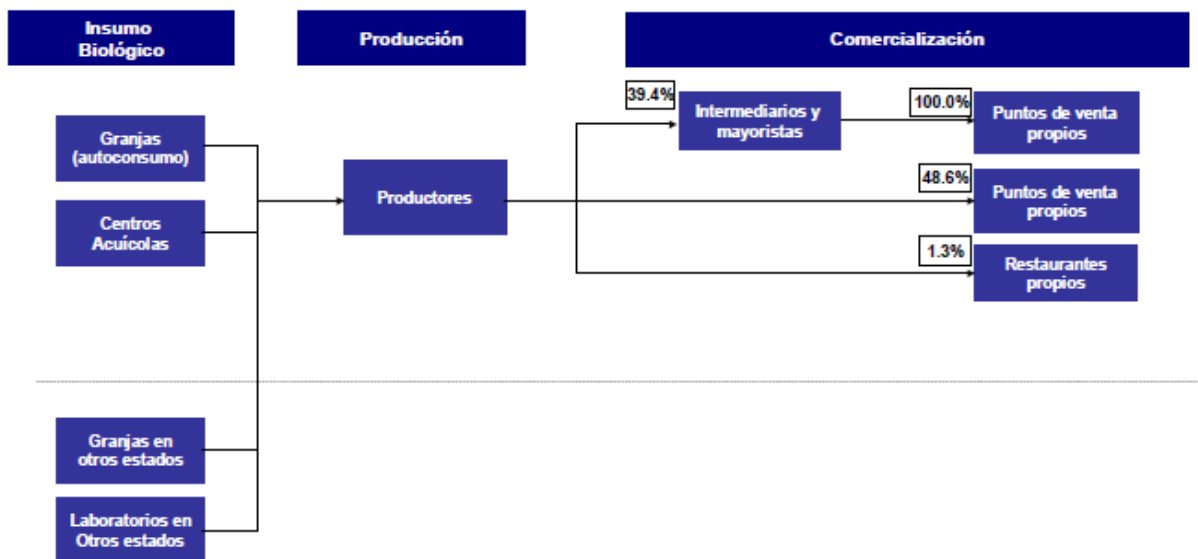 Insumo
Biológico
Producción
Comercialización
Granjas
(autoconsumo)
Centros
Acuícolas
Productores
39.4%
Intermediarios y
mayoristas
100.0%
Puntos de venta
propios
48.6%
Puntos de venta
propios
1.3%
Restaurantes
propios
Granjas en
otros estados
Laboratorios en
Otros estados